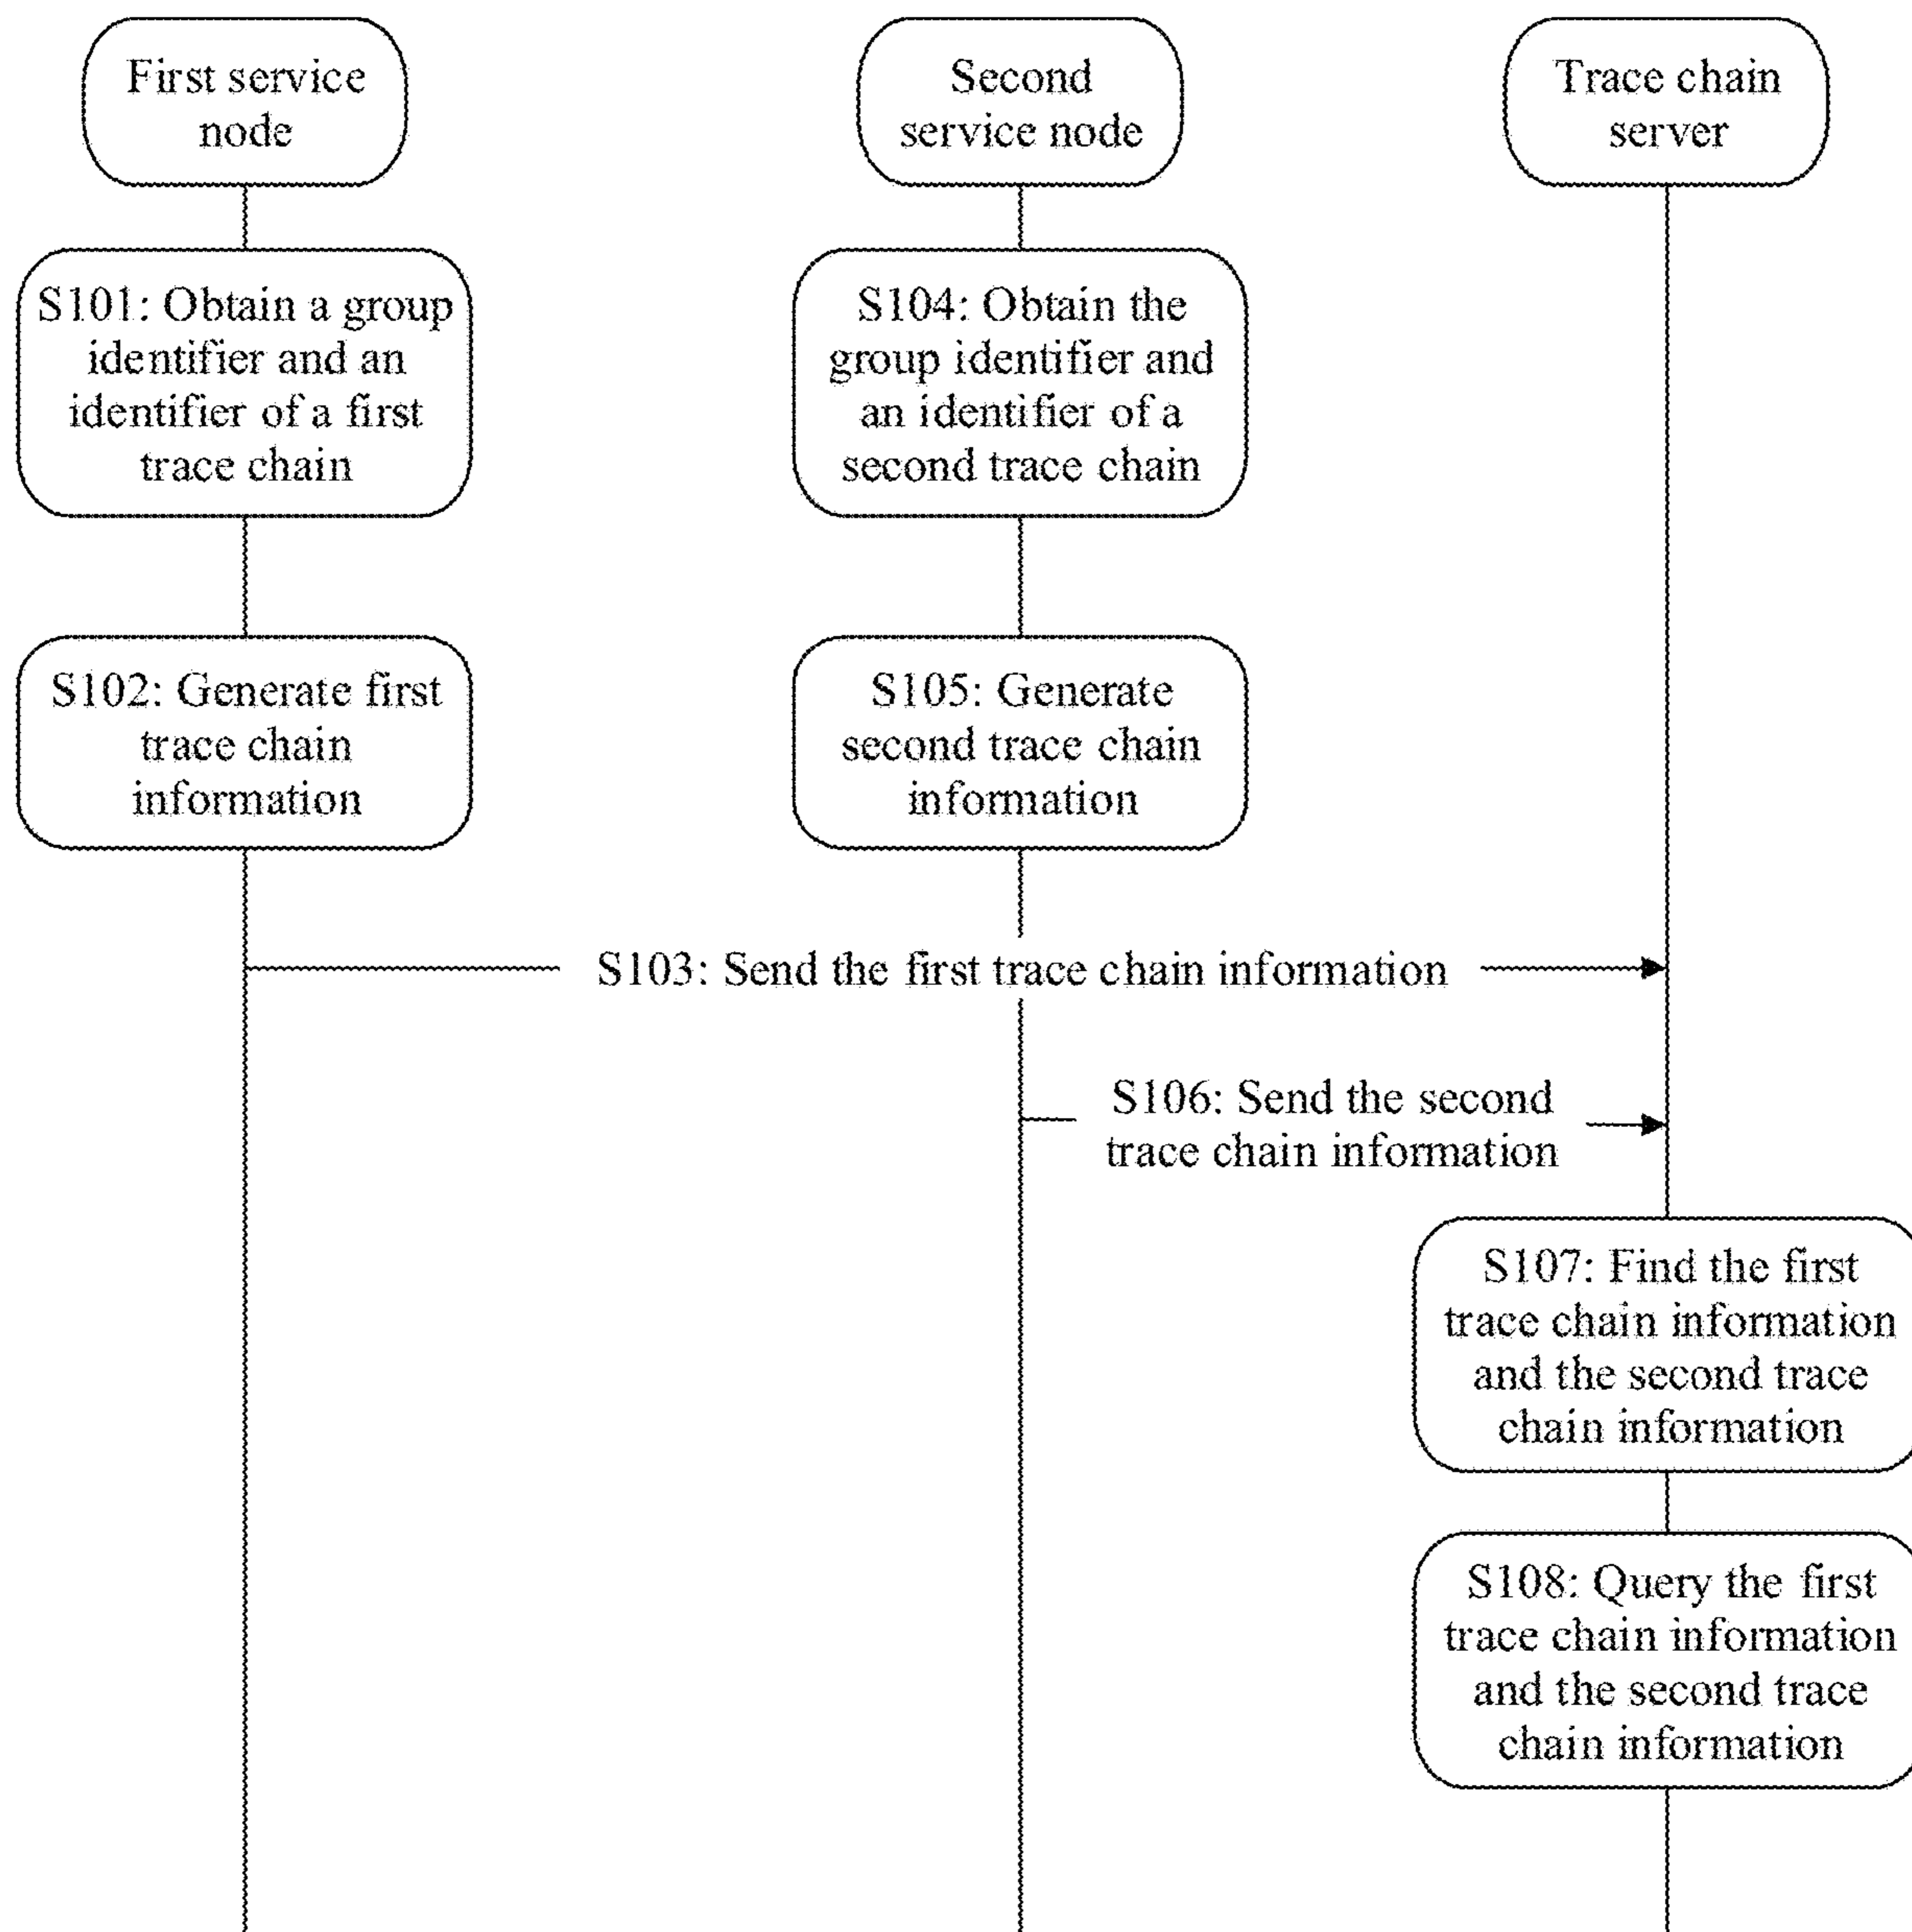 First service
node
Second
service node
Trace chain
server
S101: Obtain a group
identifier and an
identifier of a first
trace chain
S104: Obtain the
group identifier and
an identifier of a
second trace chain
S102: Generate first
trace chain
information
S105: Generate
second trace chain
information
S103: Send the first trace chain information
S106: Send the second
trace chain information
S107: Find the first
trace chain information
and the second trace
chain information
S108: Query the first
trace chain information
and the second trace
chain information